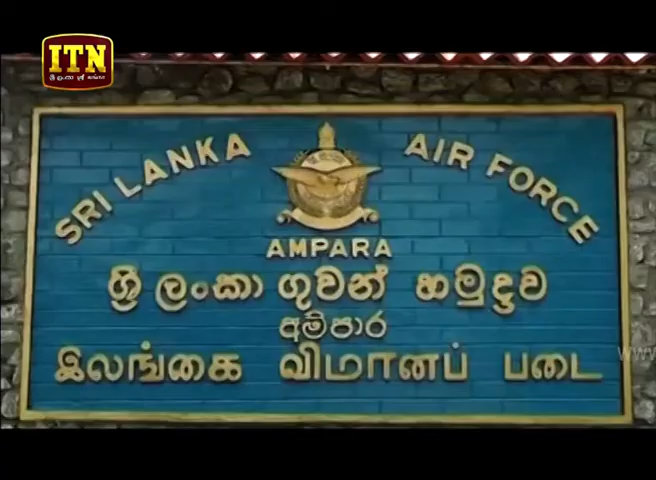 ITN
ශ්‍රී ලංකා
SRI LANKA AIR FORCE
AMPARA
ශ්‍රී ලංකා ගුවන් හමුදුව
අම්පාර
இலங்கை விமானப் படை